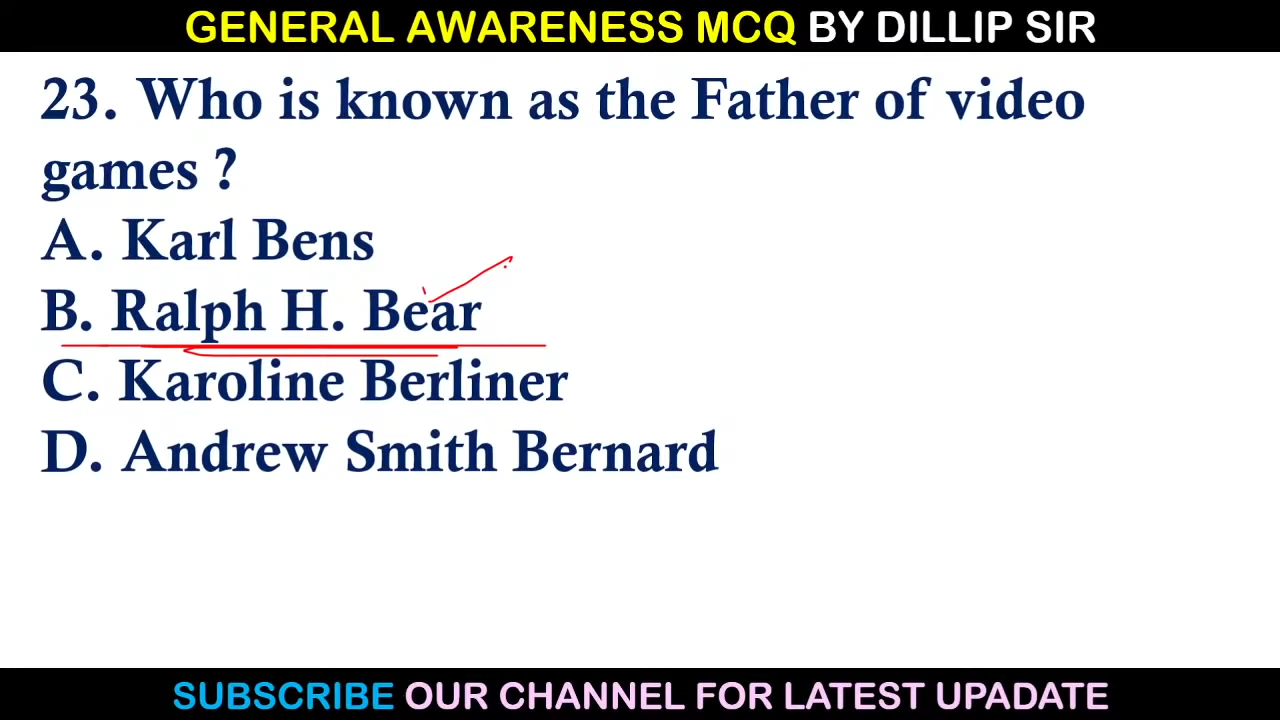 GENERAL AWARENESS MCQ BY DILLIP SIR
23. Who is known as the Father of video
games ?
A. Karl Bens
B. Ralph H. Bear
C. Karoline Berliner
D. Andrew Smith Bernard
SUBSCRIBE OUR CHANNEL FOR LATEST UPADATE